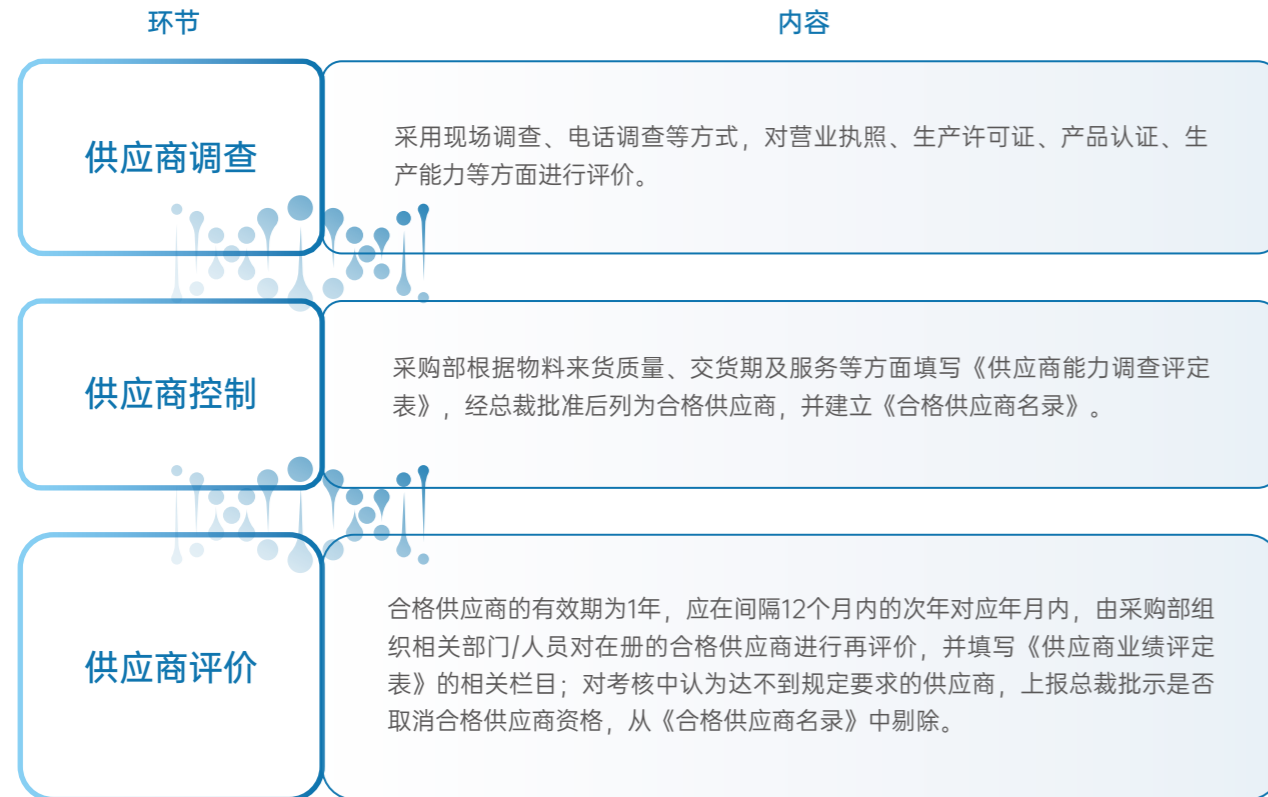 环节
内容
供应商调查
采用现场调查、电话调查等方式，对营业执照、生产许可证、产品认证、生
产能力等方面进行评价。
供应商控制
采购部根据物料来货质量、交货期及服务等方面填写《供应商能力调查评定
表》，经总裁批准后列为合格供应商，并建立《合格供应商名录》。
供应商评价
合格供应商的有效期为1年，应在间隔12个月内的次年对应年月内，由采购部组
织相关部门/人员对在册的合格供应商进行再评价，并填写《供应商业绩评定
表》的相关栏目；对考核中认为达不到规定要求的供应商，上报总裁批示是否
取消合格供应商资格，从《合格供应商名录》中剔除。